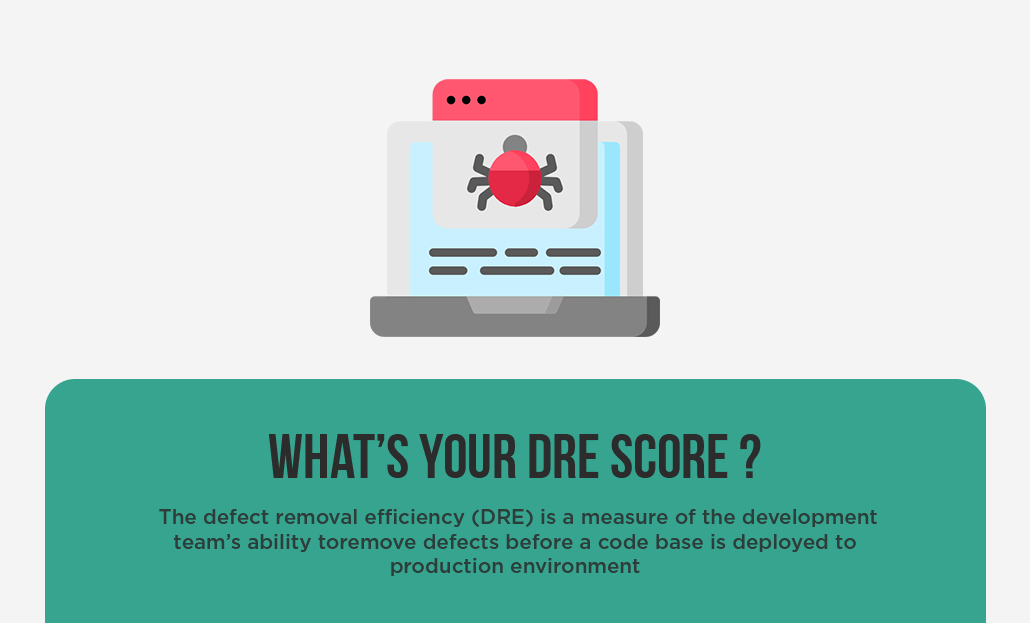 WHAT'S YOUR DRE SCORE ?
The defect removal efficiency (DRE) is a measure of the development
team's ability toremove defects before a code base is deployed to
production environment